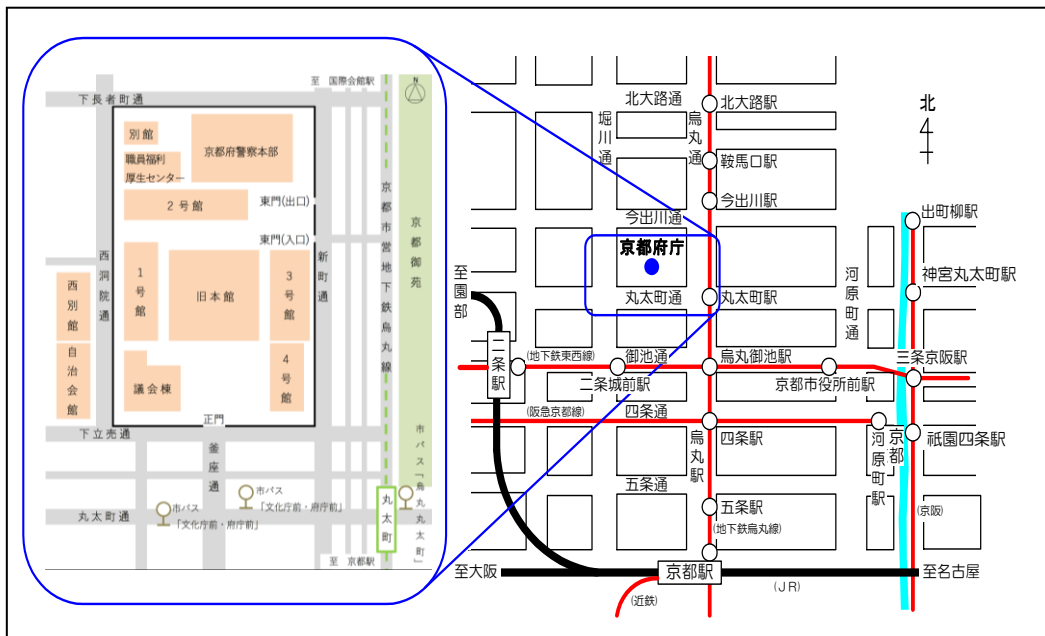 至 国際会館駅
N
下長者町通
別館
京都府警察本部
職員福利
厚生センター
2号館
東門(出口)
東門(入口)
京都市営地下鉄烏丸線
京都御苑
西洞院通
新町通
1号館
旧本館
3号館
西別館
自治会館
議会棟
4号館
正門
下立売通
釜座通
市バス
「文化庁前・府庁前」
市バス
「文化庁前・府庁前」
丸太町通
丸太町
市バス「烏丸丸太町」
至 京都駅
北
北大路通
北大路駅
堀川通
烏丸通
鞍馬口駅
今出川駅
今出川通
出町柳駅
京都府庁
至園部
丸太町通
丸太町駅
河原町通
神宮丸太町駅
二条駅
(地下鉄東西線)
御池通
烏丸御池駅
三条京阪駅
二条城前駅
京都市役所前駅
(阪急京都線)
四条通
四条駅
烏丸駅
京都
河原町駅
祇園四条駅
五条通
五条駅
(地下鉄烏丸線)
(京阪)
至大阪
京都駅
至名古屋
(近鉄)
(JR)